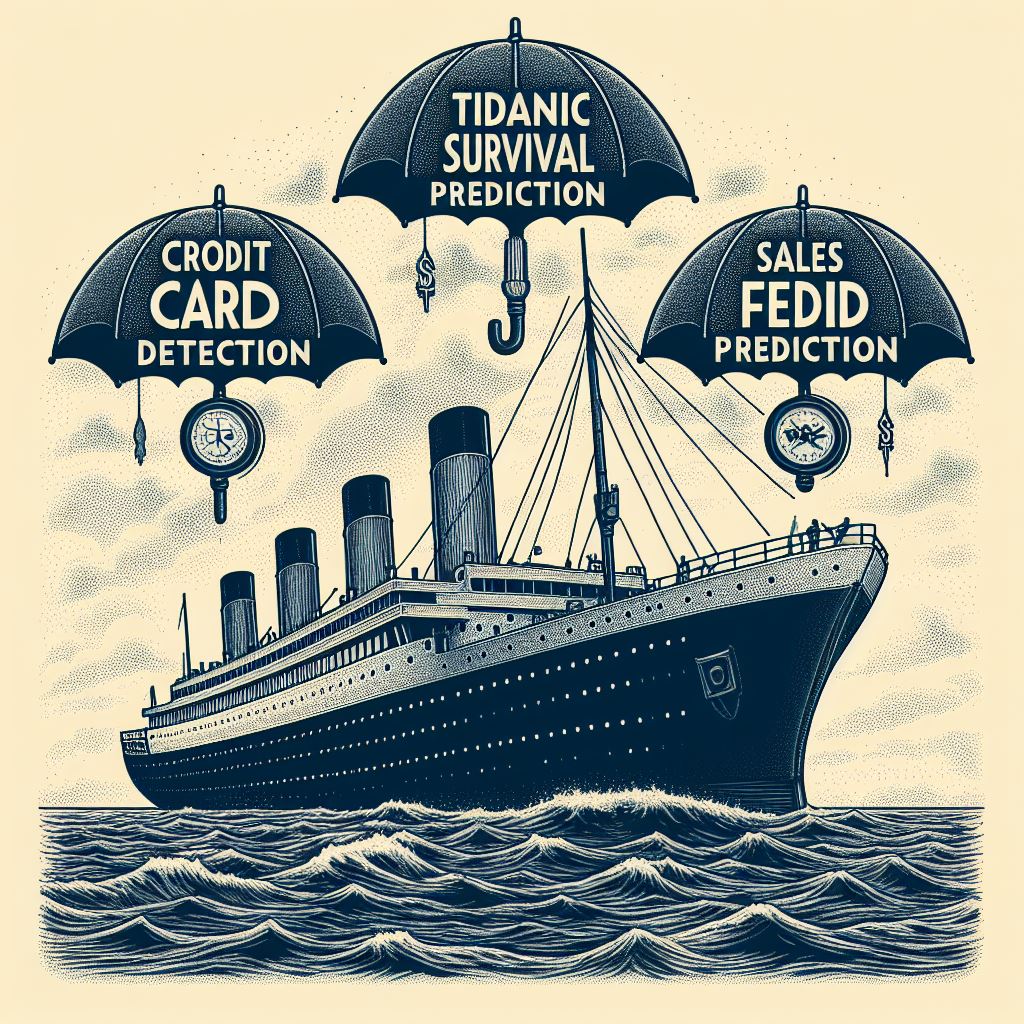 TIDANIC
SURVIVAL
PREDICTION
CRODIT
CARD
DETECTION
SALES
FEDID
PREDICTION